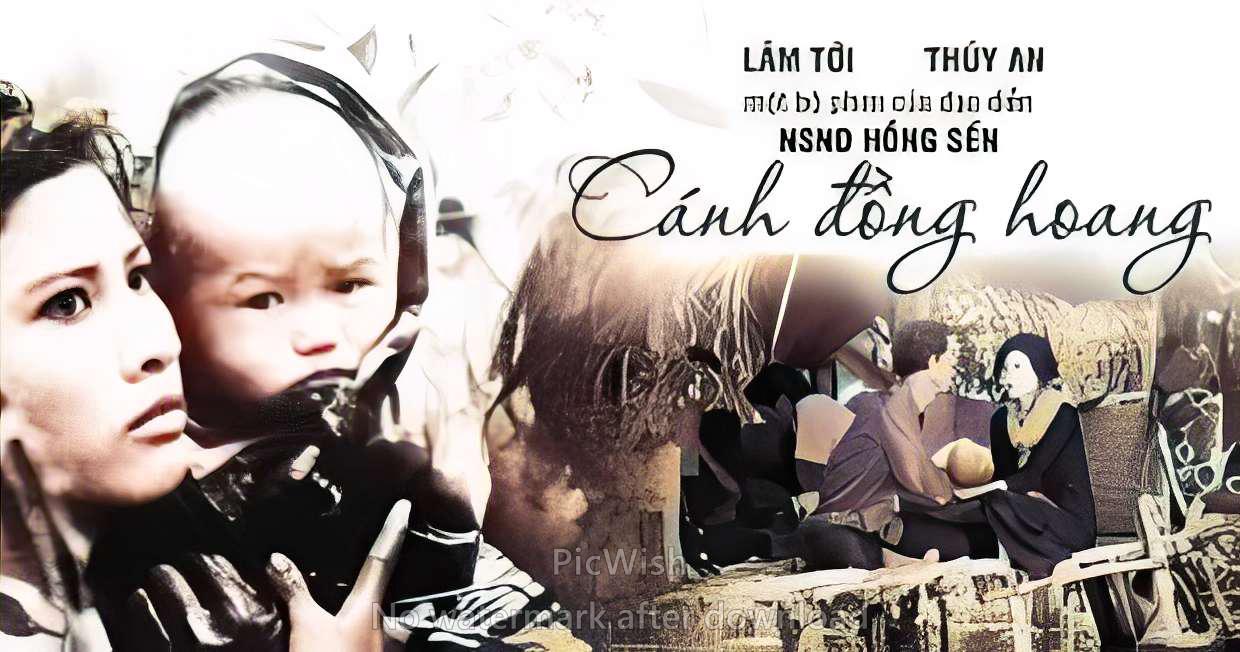 LÂM TỚI THÚY AN
NSND HỒNG SẾN
Cánh đồng hoang
PicWish
No watermark after download